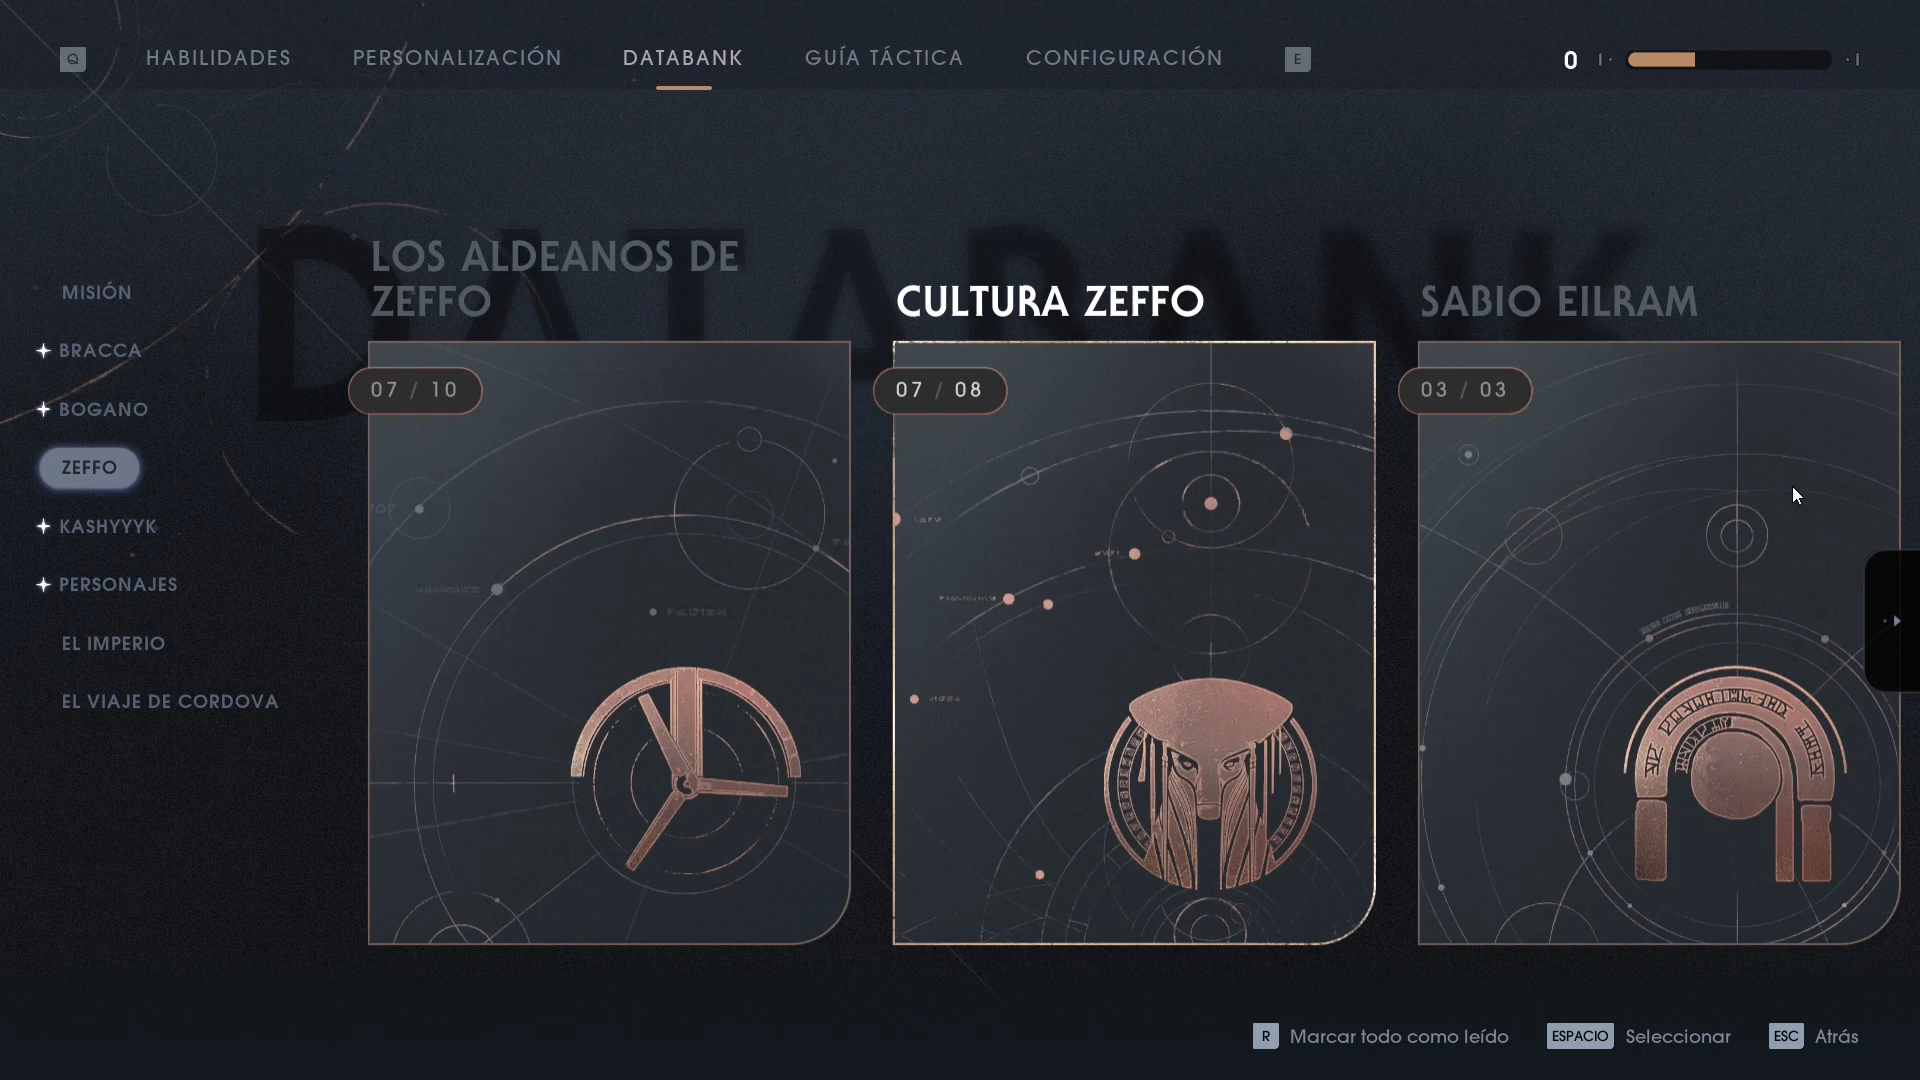 Q HABILIDADES PERSONALIZACIÓN DATABANK GUÍA TÁCTICA CONFIGURACIÓN E 0
DATABANK
MISIÓN
BRACCA
BOGANO
ZEFFO
KASHYYYK
PERSONAJES
EL IMPERIO
EL VIAJE DE CORDOVA
LOS ALDEANOS DE
ZEFFO
07 / 10
CULTURA ZEFFO
07 / 08
SABIO EILRAM
03 / 03
R Marcar todo como leído ESPACIO Seleccionar ESC Atrás